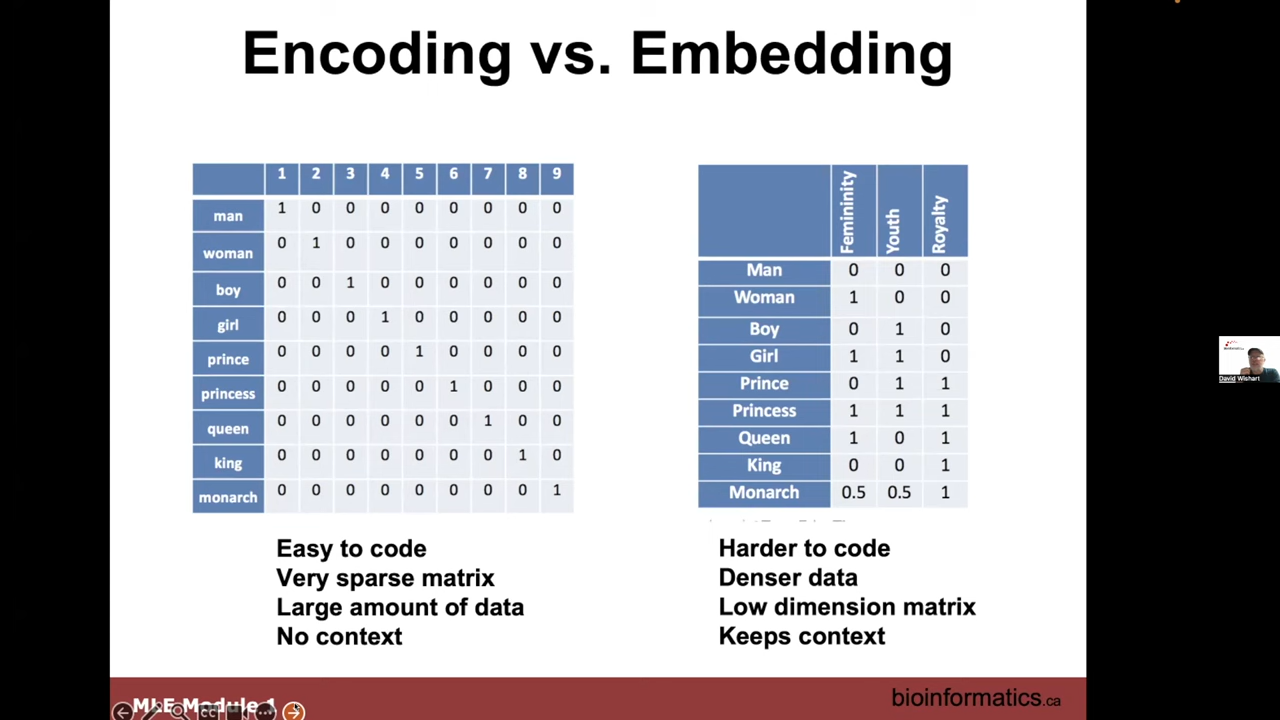 Encoding vs. Embedding
1 2 3 4 5 6 7 8 9
man 1 0 0 0 0 0 0 0 0
woman 0 1 0 0 0 0 0 0 0
boy 0 0 1 0 0 0 0 0 0
girl 0 0 0 1 0 0 0 0 0
prince 0 0 0 0 1 0 0 0 0
princess 0 0 0 0 0 1 0 0 0
queen 0 0 0 0 0 0 1 0 0
king 0 0 0 0 0 0 0 1 0
monarch 0 0 0 0 0 0 0 0 1
Easy to code
Very sparse matrix
Large amount of data
No context
Femininity Youth Royalty
Man 0 0 0
Woman 1 0 0
Boy 0 1 0
Girl 1 1 0
Prince 0 1 1
Princess 1 1 1
Queen 1 0 1
King 0 0 1
Monarch 0.5 0.5 1
Harder to code
Denser data
Low dimension matrix
Keeps context
David Wishart
MLE Module 1
bioinformatics.ca